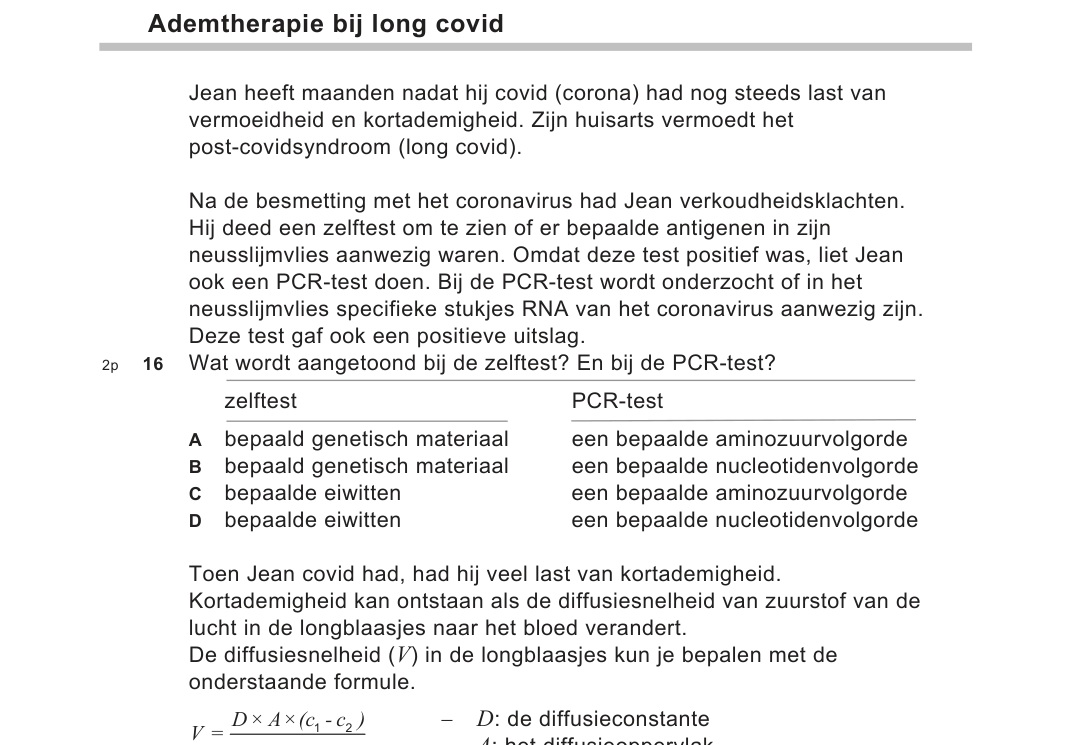 Ademtherapie bij long covid
Jean heeft maanden nadat hij covid (corona) had nog steeds last van
vermoeidheid en kortademigheid. Zijn huisarts vermoedt het
post-covidsyndroom (long covid).
Na de besmetting met het coronavirus had Jean verkoudheidsklachten.
Hij deed een zelftest om te zien of er bepaalde antigenen in zijn
neusslijmvlies aanwezig waren. Omdat deze test positief was, liet Jean
ook een PCR-test doen. Bij de PCR-test wordt onderzocht of in het
neusslijmvlies specifieke stukjes RNA van het coronavirus aanwezig zijn.
Deze test gaf ook een positieve uitslag.
2p 16 Wat wordt aangetoond bij de zelftest? En bij de PCR-test?
zelftest PCR-test
A bepaald genetisch materiaal een bepaalde aminozuurvolgorde
B bepaald genetisch materiaal een bepaalde nucleotidenvolgorde
C bepaalde eiwitten een bepaalde aminozuurvolgorde
D bepaalde eiwitten een bepaalde nucleotidenvolgorde
Toen Jean covid had, had hij veel last van kortademigheid.
Kortademigheid kan ontstaan als de diffusiesnelheid van zuurstof van de
lucht in de longblaasjes naar het bloed verandert.
De diffusiesnelheid (V) in de longblaasjes kun je bepalen met de
onderstaande formule.
V = D × A × (c₁ - c₂ ) – D: de diffusieconstante